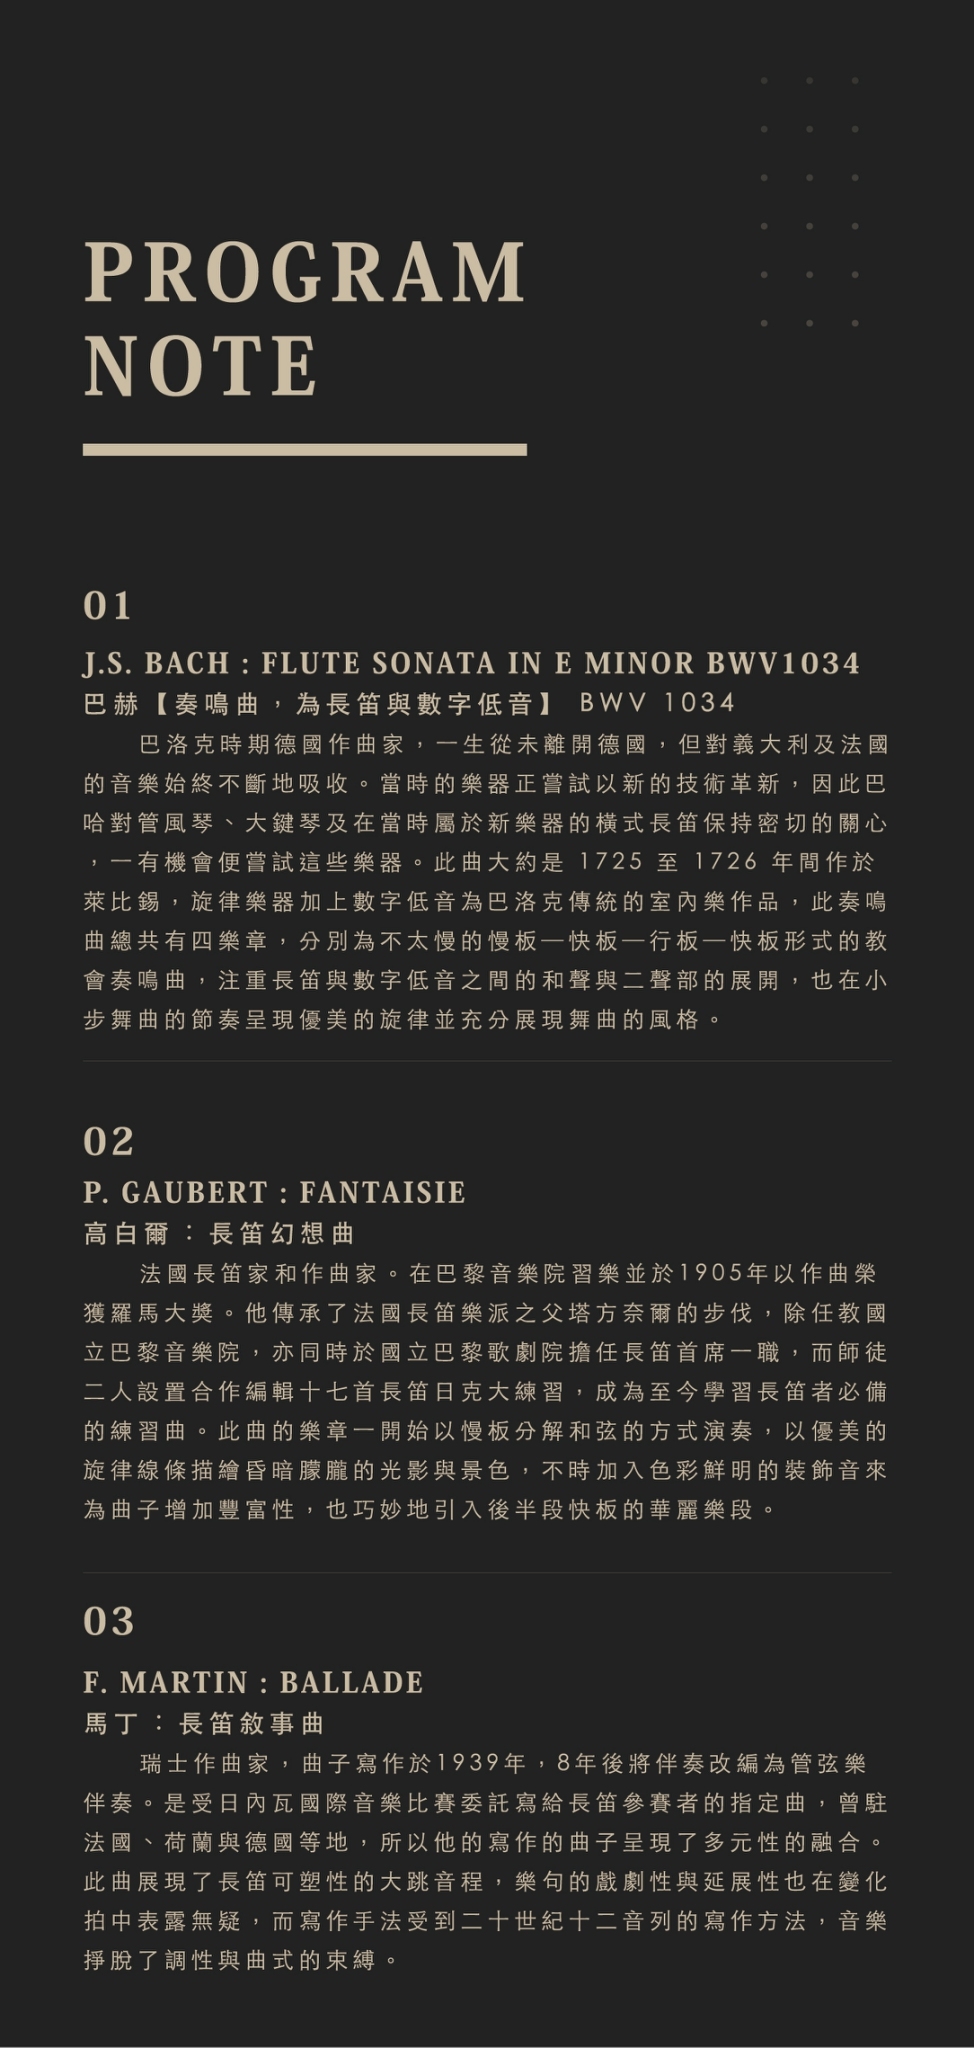 PROGRAM
NOTE
01
J.S. BACH : FLUTE SONATA IN E MINOR BWV1034
巴赫【奏鳴曲，為長笛與數字低音】 BWV 1034
巴洛克時期德國作曲家，一生從未離開德國，但對義大利及法國
的音樂始終不斷地吸收。當時的樂器正嘗試以新的技術革新，因此巴
哈對管風琴、大鍵琴及在當時屬於新樂器的橫式長笛保持密切的關心
，一有機會便嘗試這些樂器。此曲大約是 1725 至 1726 年間作於
萊比錫，旋律樂器加上數字低音為巴洛克傳統的室內樂作品，此奏鳴
曲總共有四樂章，分別為不太慢的慢板—快板—行板—快板形式的教
會奏鳴曲，注重長笛與數字低音之間的和聲與二聲部的展開，也在小
步舞曲的節奏呈現優美的旋律並充分展現舞曲的風格。
02
P. GAUBERT : FANTAISIE
高白爾：長笛幻想曲
法國長笛家和作曲家。在巴黎音樂院習樂並於1905年以作曲榮
獲羅馬大獎。他傳承了法國長笛樂派之父塔方奈爾的步伐，除任教國
立巴黎音樂院，亦同時於國立巴黎歌劇院擔任長笛首席一職，而師徒
二人設置合作編輯十七首長笛日克大練習，成為至今學習長笛者必備
的練習曲。此曲的樂章一開始以慢板分解和弦的方式演奏，以優美的
旋律線條描繪昏暗朦朧的光影與景色，不時加入色彩鮮明的裝飾音來
為曲子增加豐富性，也巧妙地引入後半段快板的華麗樂段。
03
F. MARTIN : BALLADE
馬丁：長笛敘事曲
瑞士作曲家，曲子寫作於1939年，8年後將伴奏改編為管弦樂
伴奏。是受日內瓦國際音樂比賽委託寫給長笛參賽者的指定曲，曾駐
法國、荷蘭與德國等地，所以他的寫作的曲子呈現了多元性的融合。
此曲展現了長笛可塑性的大跳音程，樂句的戲劇性與延展性也在變化
拍中表露無疑，而寫作手法受到二十世紀十二音列的寫作方法，音樂
掙脫了調性與曲式的束縛。